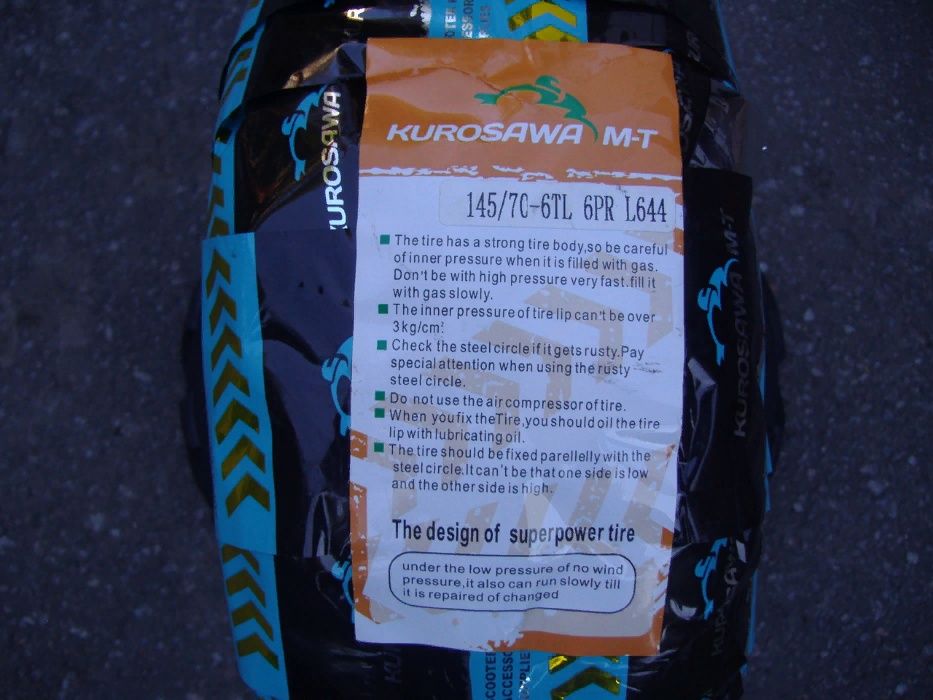 KUROSAWA M-T
145/70-6TL 6PR L644
The tire has a strong tire body,so be careful
of inner pressure when it is filled with gas.
Don't be with high pressure very fast.fill it
with gas slowly.
The inner pressure of tire lip can't be over
3kg/cm²
Check the steel circle if it gets rusty.Pay
special attention when using the rusty
steel circle.
Do not use the air compressor of tire.
When you fix theTire,you should oil the tire
lip with lubricating oil.
The tire should be fixed parellelly with the
steel circle.It can't be that one side is low
and the other side is high.
The design of superpower tire
under the low pressure of no wind
pressure,it also can run slowly till
it is repaired of changed
KUROSAWA
KUROSAWA M-T